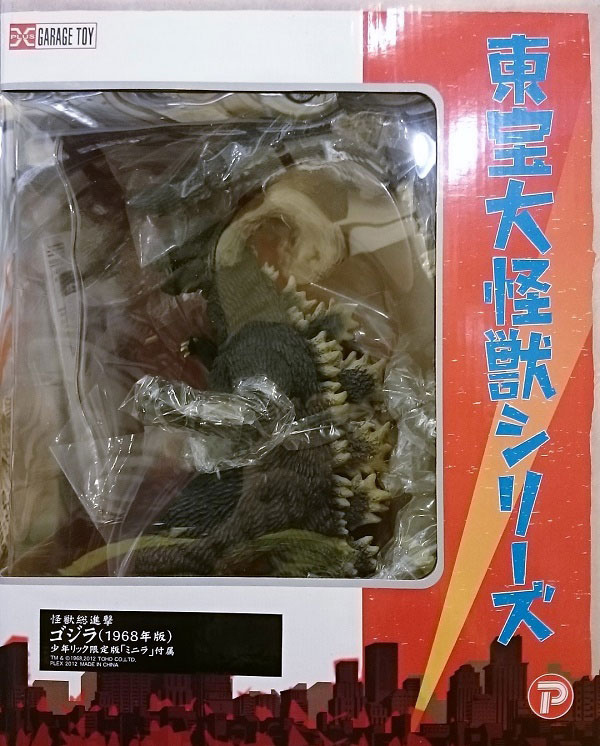 X PLUS GARAGE TOY
東宝大怪獣シリーズ
怪獣総進撃
ゴジラ(1968年版)
少年リック限定版「ミニラ」付属
TM & ©1968,2012 TOHO CO.,LTD.
PLEX 2012 MADE IN CHINA
P